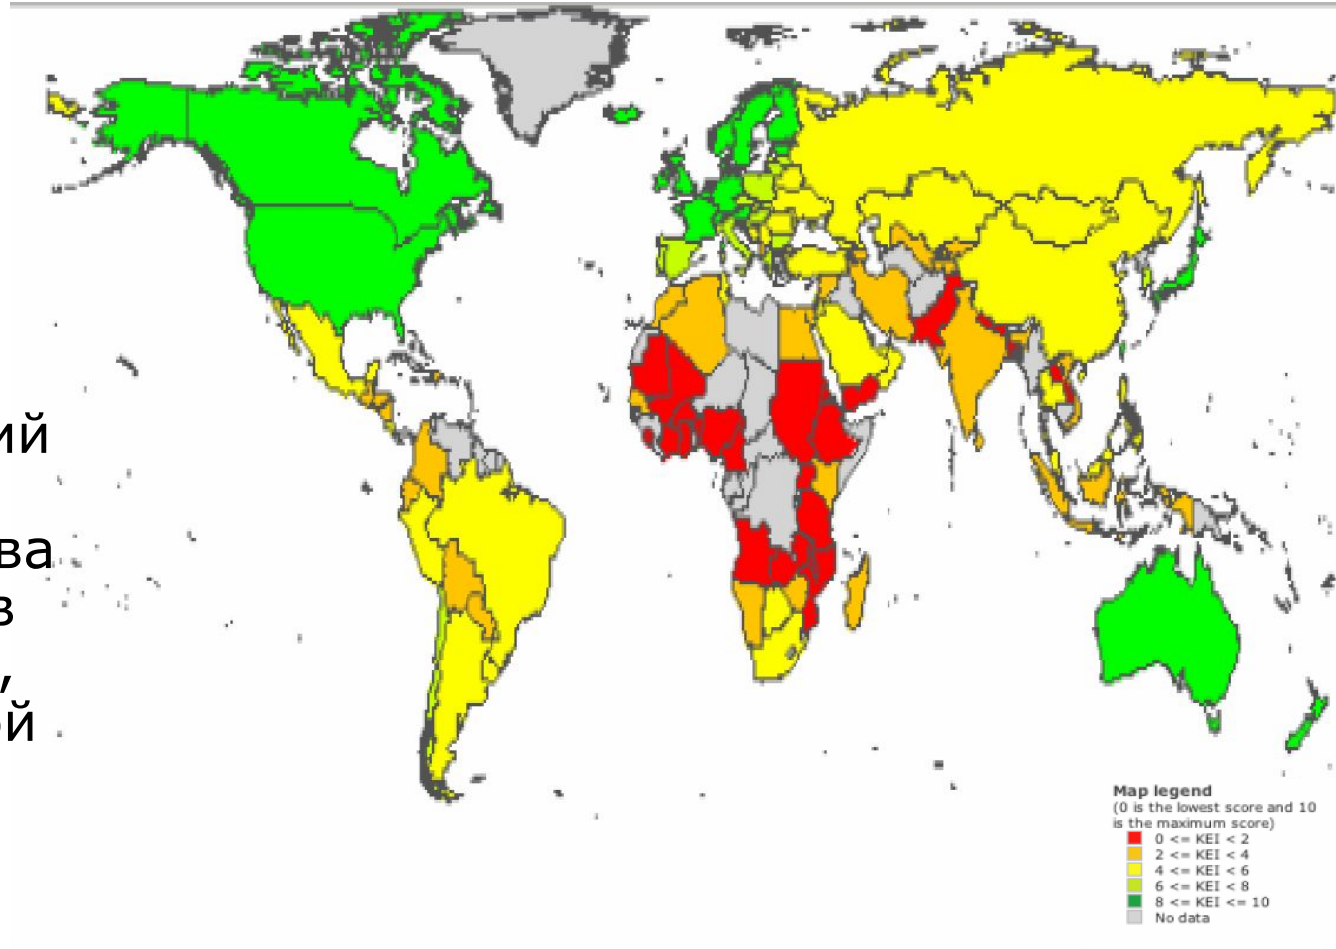 ий
ва
в
,
й
Map legend
(0 is the lowest score and 10
is the maximum score)
0 <= KEI < 2
2 <= KEI < 4
4 <= KEI < 6
6 <= KEI < 8
8 <= KEI <= 10
No data